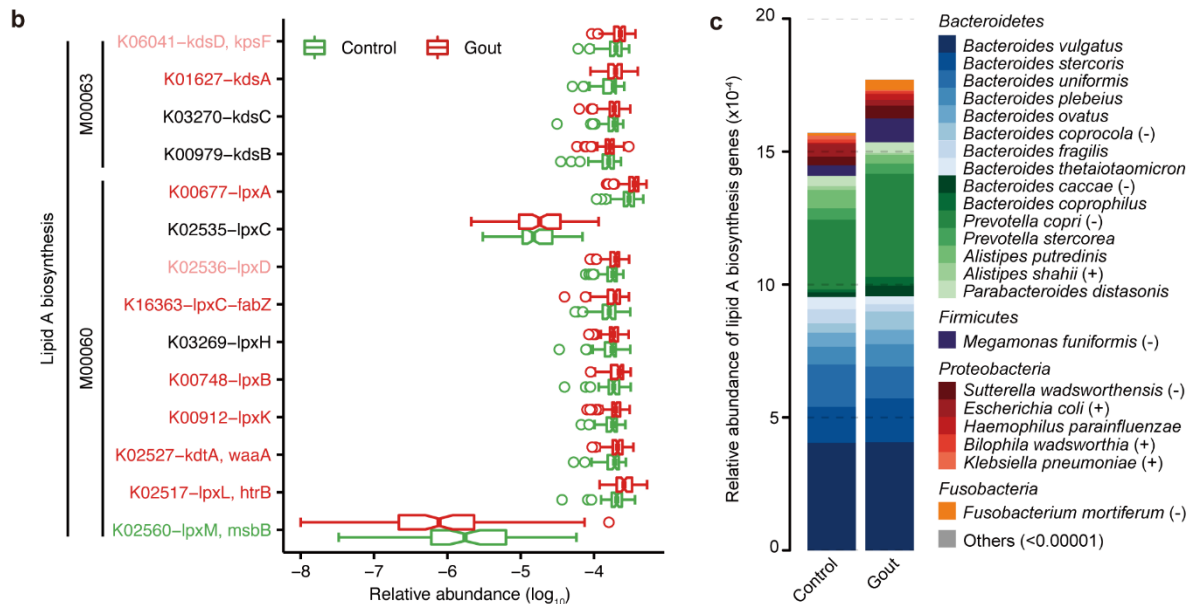 b
Lipid A biosynthesis
M00063
M00060
K06041−kdsD, kpsF
K01627−kdsA
K03270−kdsC
K00979−kdsB
K00677−lpxA
K02535−lpxC
K02536−lpxD
K16363−lpxC−fabZ
K03269−lpxH
K00748−lpxB
K00912−lpxK
K02527−kdtA, waaA
K02517−lpxL, htrB
K02560−lpxM, msbB
Control
Gout
−8
−7
−6
−5
−4
Relative abundance (log₁₀)
c
Relative abundance of lipid A biosynthesis genes (x10⁻⁴)
20
15
10
5
0
Control
Gout
Bacteroidetes
Bacteroides vulgatus
Bacteroides stercoris
Bacteroides uniformis
Bacteroides plebeius
Bacteroides ovatus
Bacteroides coprocola (-)
Bacteroides fragilis
Bacteroides thetaiotaomicron
Bacteroides caccae (-)
Bacteroides coprophilus
Prevotella copri (-)
Prevotella stercorea
Alistipes putredinis
Alistipes shahii (+)
Parabacteroides distasonis
Firmicutes
Megamonas funiformis (-)
Proteobacteria
Sutterella wadsworthensis (-)
Escherichia coli (+)
Haemophilus parainfluenzae
Bilophila wadsworthia (+)
Klebsiella pneumoniae (+)
Fusobacteria
Fusobacterium mortiferum (-)
Others (<0.00001)